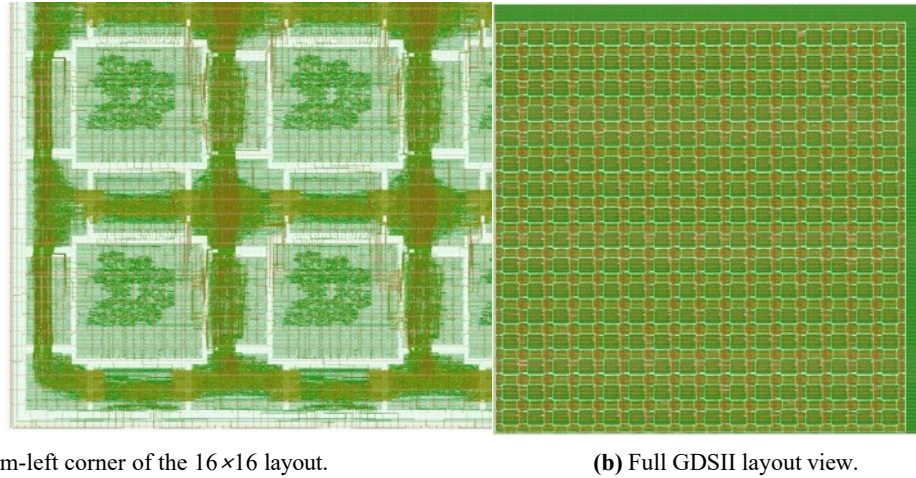 m-left corner of the 16×16 layout.
(b) Full GDSII layout view.